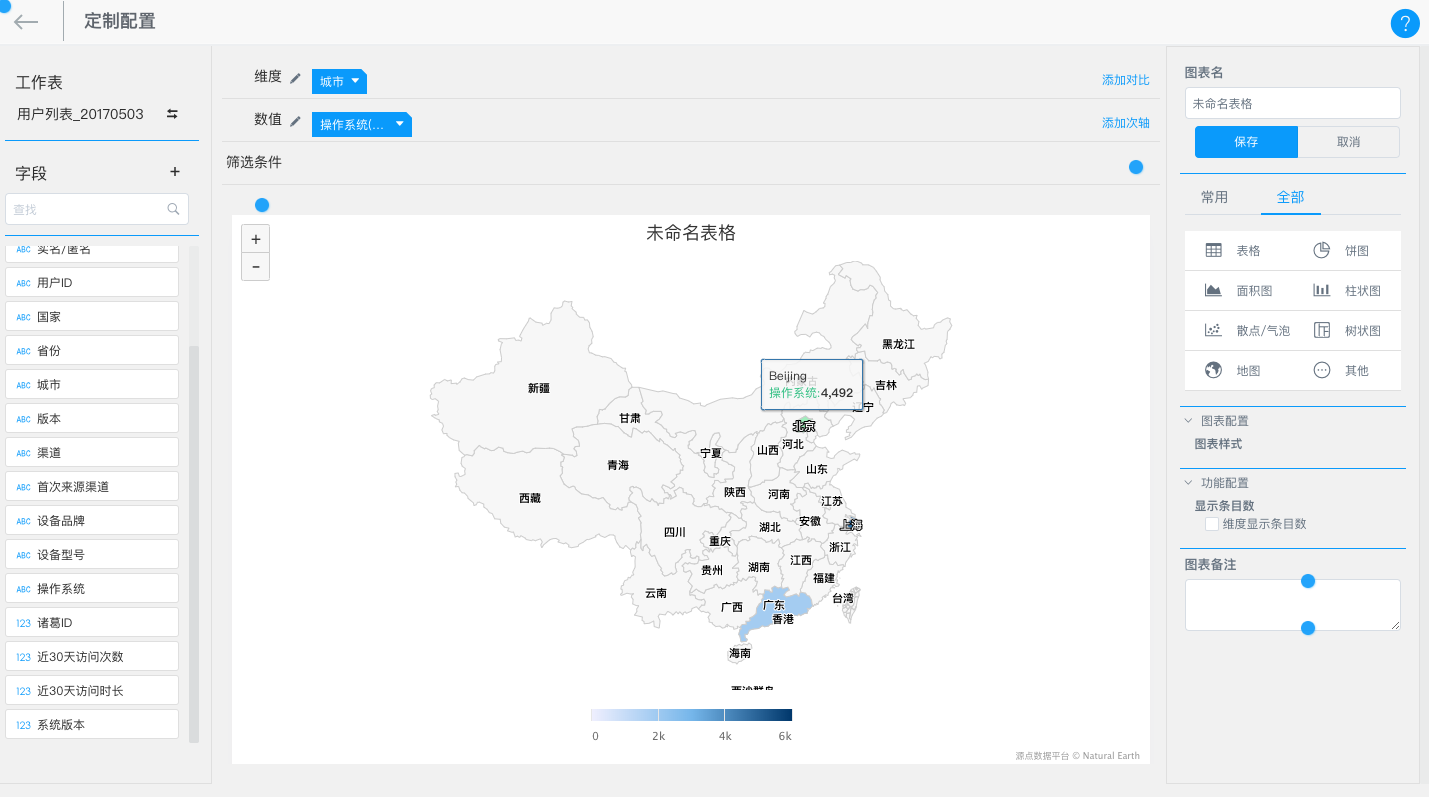 定制配置
?
工作表
用户列表_20170503
字段
+
查找
ABC 实名/匿名
ABC 用户ID
ABC 国家
ABC 省份
ABC 城市
ABC 版本
ABC 渠道
ABC 首次来源渠道
ABC 设备品牌
ABC 设备型号
ABC 操作系统
123 诸葛ID
123 近30天访问次数
123 近30天访问时长
123 系统版本
维度 城市 添加对比
数值 操作系统(... 添加次轴
筛选条件
未命名表格
+
-
黑龙江
Beijing
操作系统:4,492
内蒙古
新疆
吉林
辽宁
甘肃
北京
宁夏
山西
河北
青海
山东
西藏
陕西
河南
江苏
四川
湖北
安徽
上海
重庆
浙江
贵州
湖南
江西
云南
福建
广西
广东
台湾
香港
海南
西沙群岛
0 2k 4k 6k
源点数据平台 © Natural Earth
图表名
未命名表格
保存 取消
常用 全部
表格 饼图
面积图 柱状图
散点/气泡 树状图
地图 其他
图表配置
图表样式
功能配置
显示条目数
维度显示条目数
图表备注